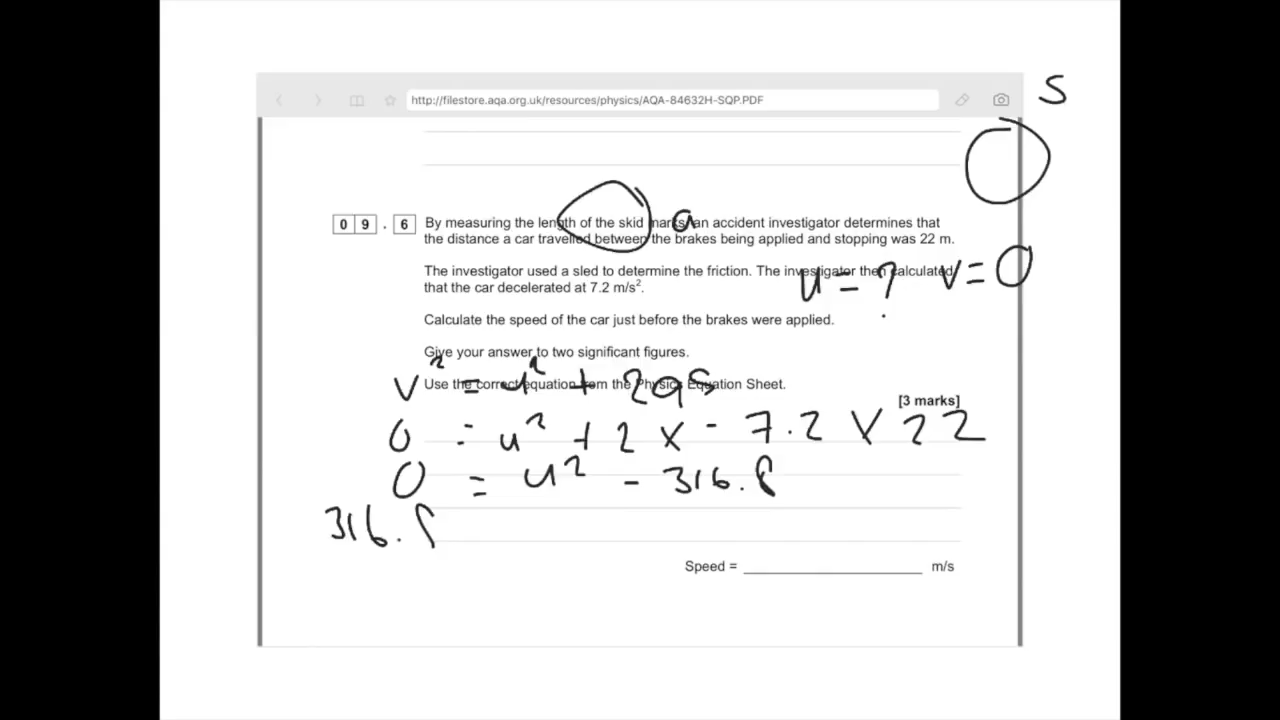 http://filestore.aqa.org.uk/resources/physics/AQA-84632H-SQP.PDF
S
0 9 . 6 By measuring the length of the skid marks, an accident investigator determines that
a
the distance a car travelled between the brakes being applied and stopping was 22 m.
The investigator used a sled to determine the friction. The investigator then calculated
that the car decelerated at 7.2 m/s².
u = ? v = 0
Calculate the speed of the car just before the brakes were applied.
Give your answer to two significant figures.
Use the correct equation from the Physics Equation Sheet.
v² = u² + 2as
[3 marks]
0 = u² + 2 x - 7.2 x 22
0 = u² - 316.8
316.
Speed = ____________ m/s